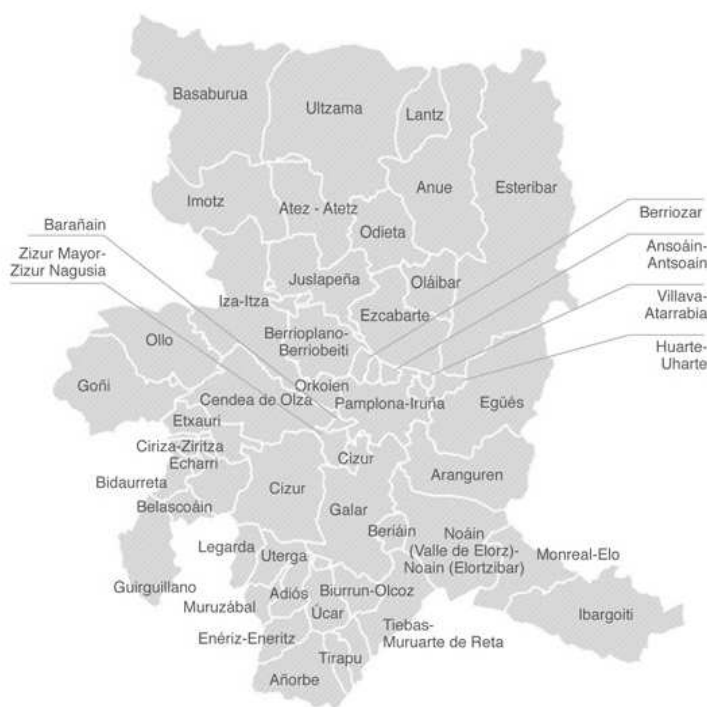 Basaburua
Ultzama
Lantz
Imotz
Atez - Atetz
Anue
Esteribar
Odieta
Barañain
Berriozar
Zizur Mayor-
Zizur Nagusia
Ansoáin-
Antsoain
Juslapeña
Oláibar
Villava-
Atarrabia
Iza-Itza
Ezcabarte
Berrioplano-
Berriobeiti
Huarte-
Uharte
Ollo
Goñi
Orkoien
Cendea de Olza
Pamplona-Iruña
Egüés
Etxauri
Ciriza-Ziritza
Echarri
Cizur
Aranguren
Bidaurreta
Cizur
Belascoáin
Galar
Beriáin
Noáin
(Valle de Elorz)-
Noain (Elortzibar)
Legarda
Uterga
Monreal-Elo
Guirguillano
Adiós
Biurrun-Olcoz
Muruzábal
Úcar
Ibargoiti
Tiebas-
Muruarte de Reta
Enériz-Eneritz
Tirapu
Añorbe